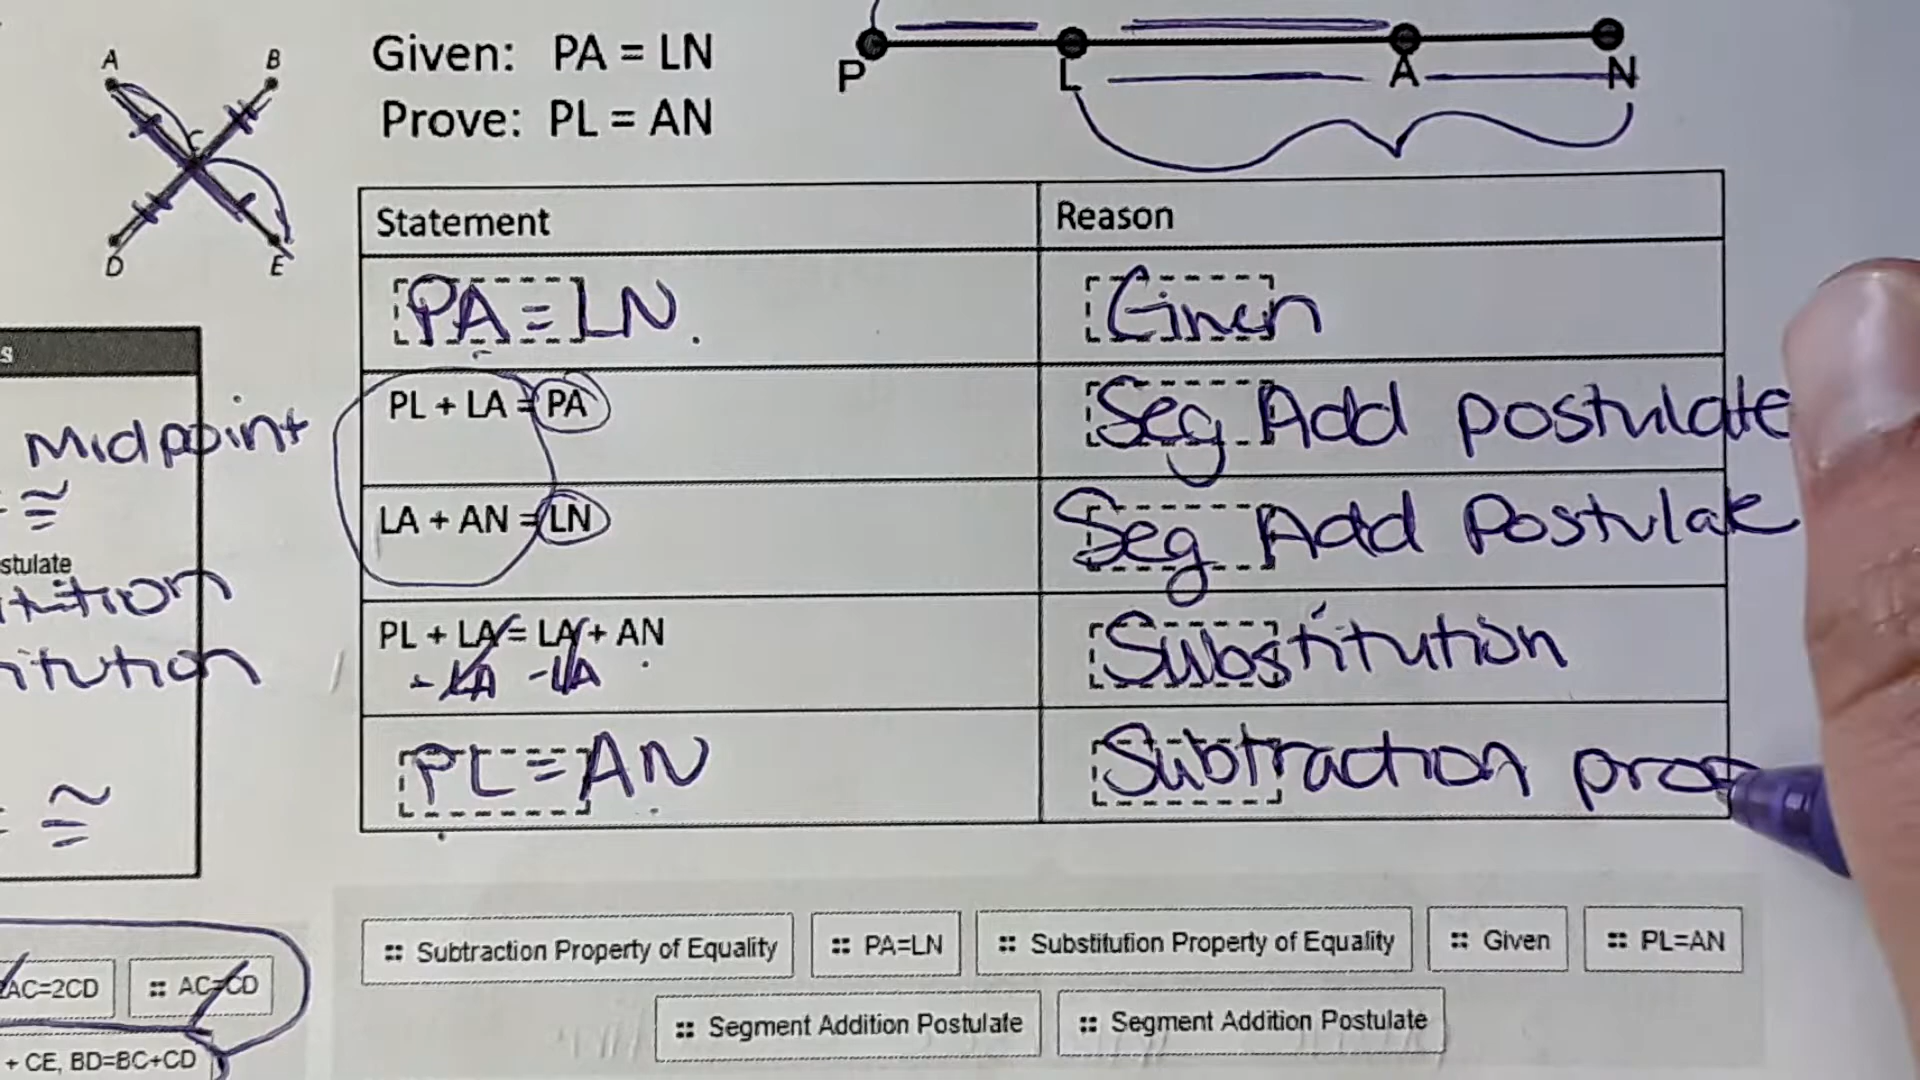 Given: PA = LN
Prove: PL = AN
P L A N
A B
C
D E
Statement Reason
PA = LN Given
PL + LA = PA Seg Add postulate
LA + AN = LN Seg Add Postulate
PL + LA = LA + AN Substitution
- LA - LA
PL = AN Subtraction prop
s
Midpoint
≅
stulate
itution
≅
Subtraction Property of Equality PA=LN Substitution Property of Equality Given PL=AN
Segment Addition Postulate Segment Addition Postulate
AC=2CD AC=CD
+ CE, BD=BC+CD